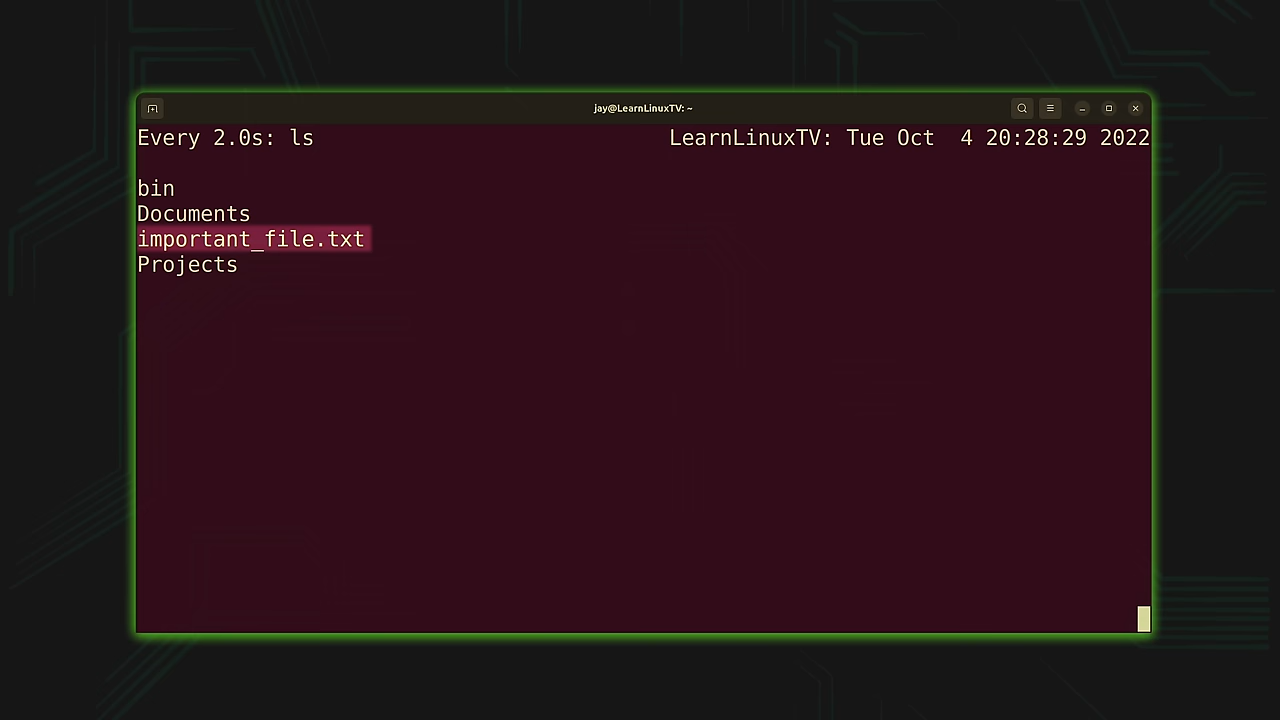 jay@LearnLinuxTV: ~
Every 2.0s: ls LearnLinuxTV: Tue Oct  4 20:28:29 2022
bin
Documents
important_file.txt
Projects